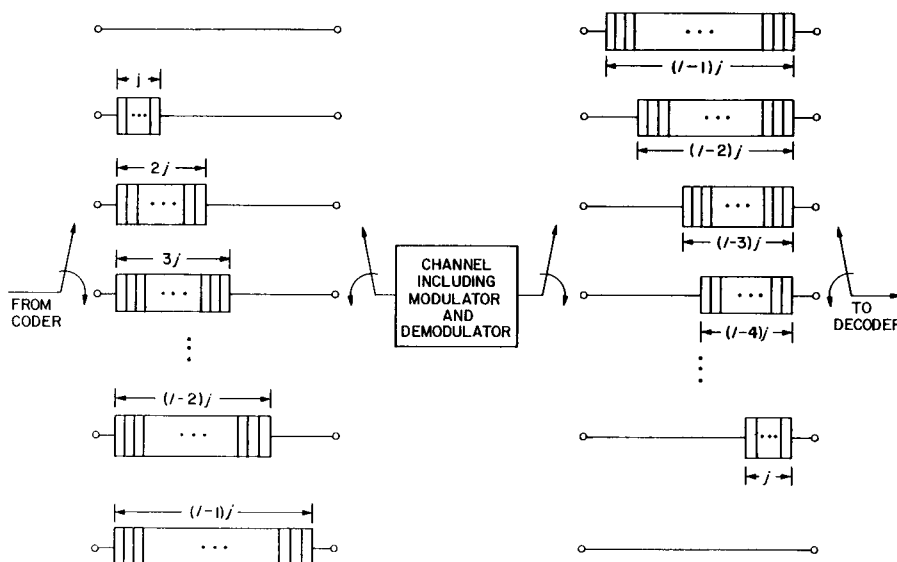 j
2j
3j
FROM
CODER
(l-2)j
(l-1)j
CHANNEL
INCLUDING
MODULATOR
AND
DEMODULATOR
(l-1)j
(l-2)j
(l-3)j
(l-4)j
TO
DECODER
j